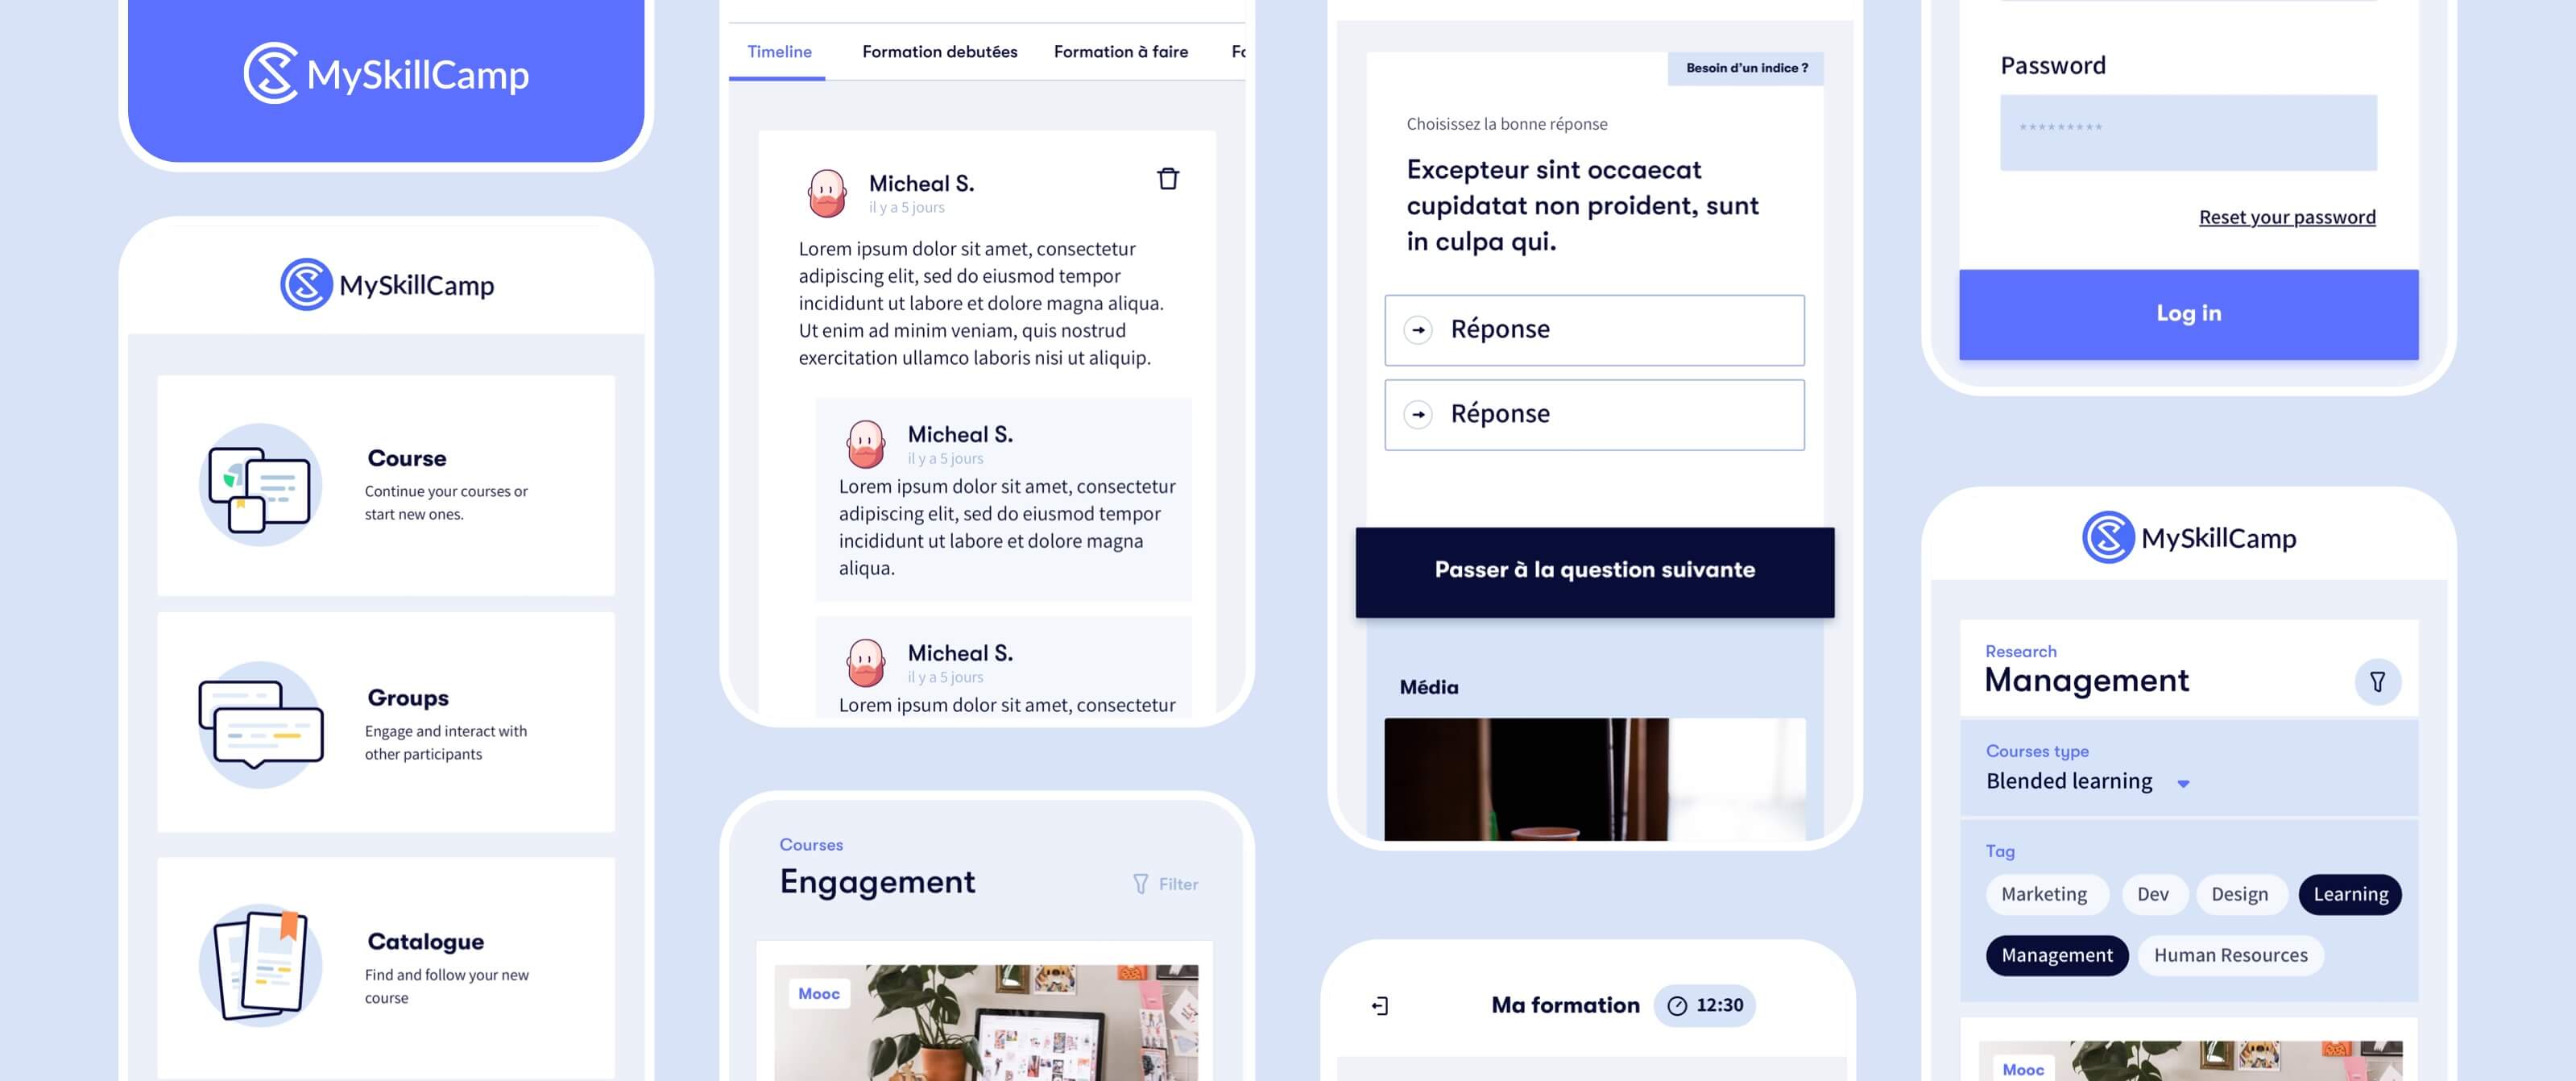 MySkillCamp
MySkillCamp
Course
Continue your courses or
start new ones.
Groups
Engage and interact with
other participants
Catalogue
Find and follow your new
course
Timeline
Formation debutées
Formation à faire
Micheal S.
il y a 5 jours
Lorem ipsum dolor sit amet, consectetur
adipiscing elit, sed do eiusmod tempor
incididunt ut labore et dolore magna aliqua.
Ut enim ad minim veniam, quis nostrud
exercitation ullamco laboris nisi ut aliquip.
Micheal S.
il y a 5 jours
Lorem ipsum dolor sit amet, consectetur
adipiscing elit, sed do eiusmod tempor
incididunt ut labore et dolore magna
aliqua.
Micheal S.
il y a 5 jours
Lorem ipsum dolor sit amet, consectetur
Courses
Engagement
Filter
Mooc
Besoin d'un indice ?
Choisissez la bonne réponse
Excepteur sint occaecat
cupidatat non proident, sunt
in culpa qui.
Réponse
Réponse
Passer à la question suivante
Média
Ma formation
12:30
Password
*********
Reset your password
Log in
MySkillCamp
Research
Management
Courses type
Blended learning
Tag
Marketing Dev Design Learning
Management Human Resources
Mooc